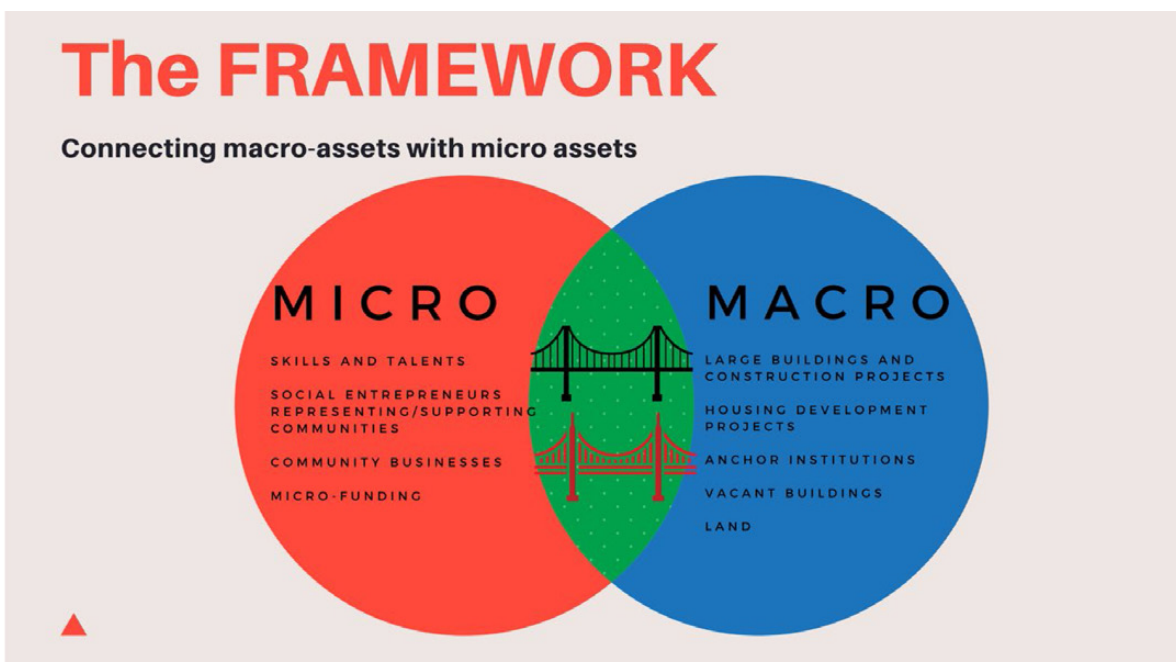 The FRAMEWORK
Connecting macro-assets with micro assets
MICRO
SKILLS AND TALENTS
SOCIAL ENTREPRENEURS
REPRESENTING/SUPPORTING
COMMUNITIES
COMMUNITY BUSINESSES
MICRO-FUNDING
MACRO
LARGE BUILDINGS AND
CONSTRUCTION PROJECTS
HOUSING DEVELOPMENT
PROJECTS
ANCHOR INSTITUTIONS
VACANT BUILDINGS
LAND